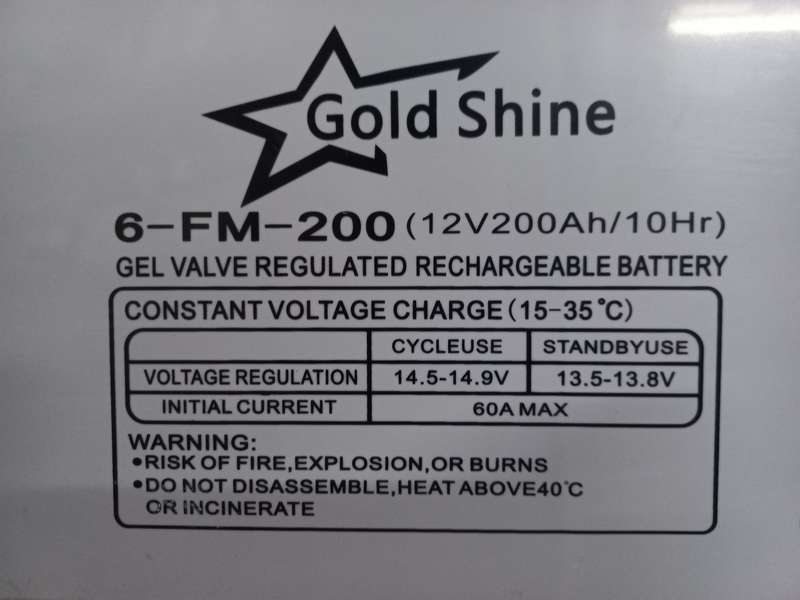 Gold Shine
6-FM-200 (12V200Ah/10Hr)
GEL VALVE REGULATED RECHARGEABLE BATTERY
CONSTANT VOLTAGE CHARGE (15-35℃)
CYCLEUSE STANDBYUSE
VOLTAGE REGULATION 14.5-14.9V 13.5-13.8V
INITIAL CURRENT 60A MAX
WARNING:
•RISK OF FIRE,EXPLOSION,OR BURNS
•DO NOT DISASSEMBLE,HEAT ABOVE40℃
OR INCINERATE